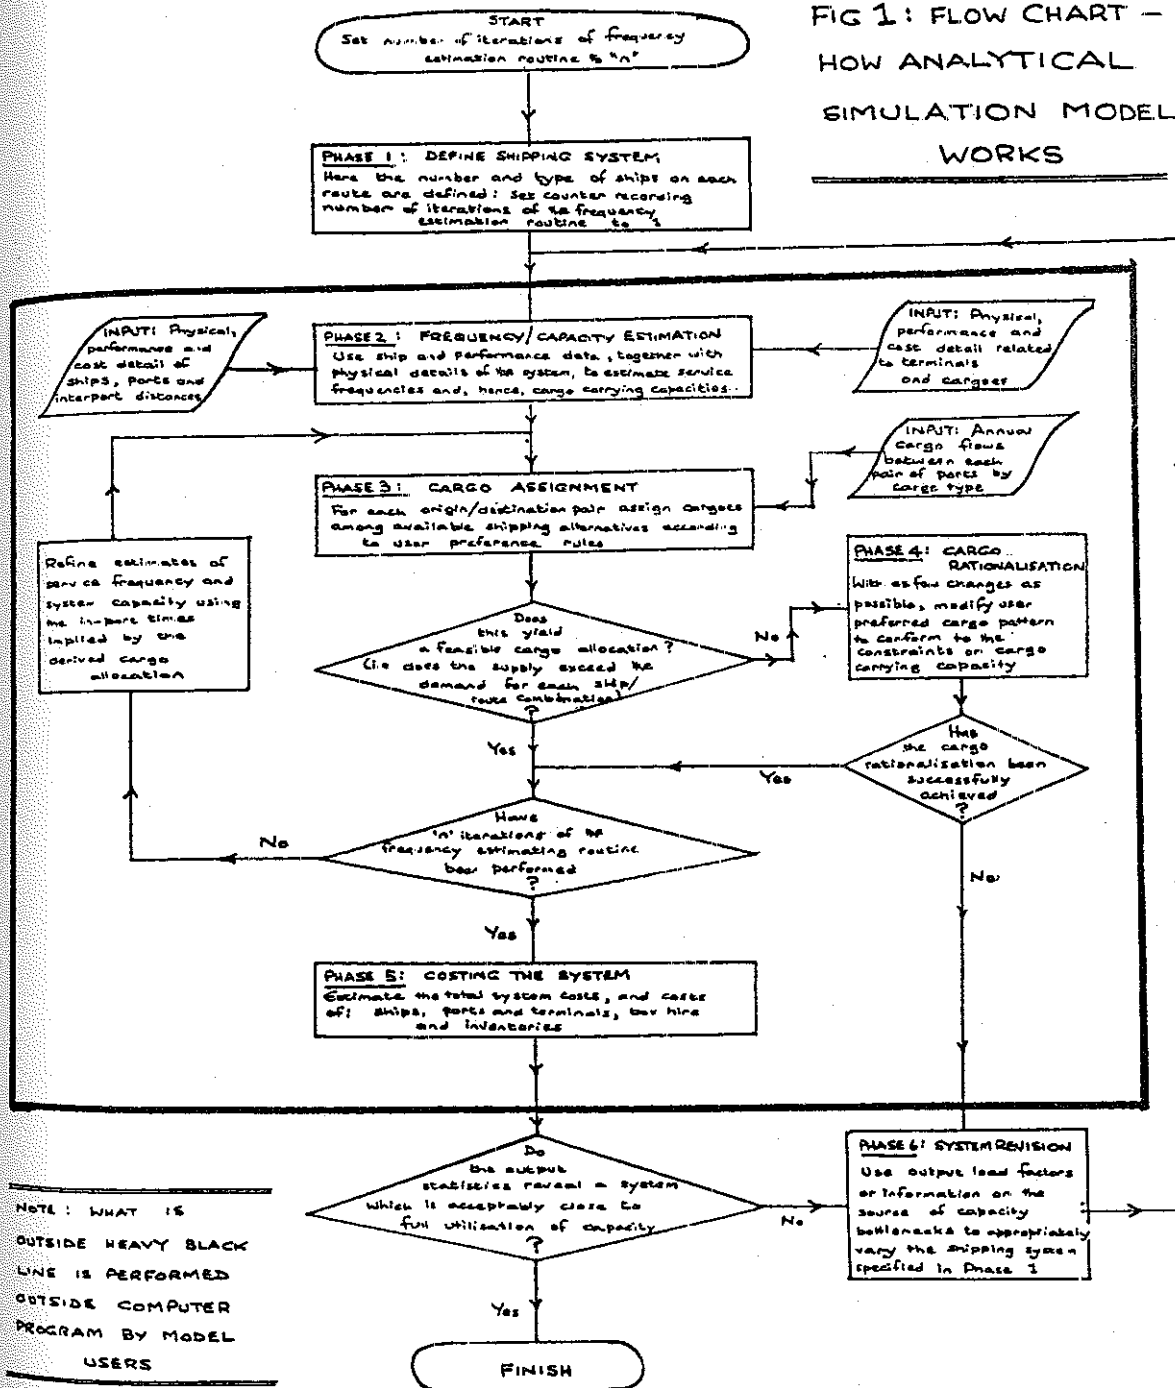 START
Set number of iterations of frequency
estimation routine to "n"
FIG 1: FLOW CHART –
HOW ANALYTICAL
SIMULATION MODEL
WORKS
PHASE 1: DEFINE SHIPPING SYSTEM
Here the number and type of ships on each
route are defined: Set counter recording
number of iterations of the frequency
estimation routine to 1
INPUT: Physical,
performance and
cost detail of
ships, ports and
interport distances
PHASE 2: FREQUENCY/CAPACITY ESTIMATION
Use ship and performance data, together with
physical details of the system, to estimate service
frequencies and, hence, cargo carrying capacities.
INPUT: Physical,
performance and
cost detail related
to terminals
and cargoes
INPUT: Annual
cargo flows
between each
pair of ports by
cargo type
PHASE 3: CARGO ASSIGNMENT
For each origin/destination pair assign cargoes
among available shipping alternatives according
to user preference rules
Refine estimates of
service frequency and
system capacity using
the in-port times
implied by the
derived cargo
allocation
Does
this yield
a feasible cargo allocation?
(i.e does the supply exceed the
demand for each ship/
route combination)
?
No
PHASE 4: CARGO
RATIONALISATION
With as few changes as
possible, modify user
preferred cargo pattern
to conform to the
constraints on cargo
carrying capacity
Yes
Has
the cargo
rationalisation been
successfully
achieved
?
Yes
No
Have
'n' iterations of the
frequency estimating routine
been performed
?
No
Yes
PHASE 5: COSTING THE SYSTEM
Estimate the total system costs, and costs
of: ships, ports and terminals, box hire
and inventories
Do
the output
statistics reveal a system
which is acceptably close to
full utilisation of capacity
?
No
PHASE 6: SYSTEM REVISION
Use output load factors
or information on the
source of capacity
bottlenecks to appropriately
vary the shipping system
specified in Phase 1
Yes
FINISH
NOTE: WHAT IS
OUTSIDE HEAVY BLACK
LINE IS PERFORMED
OUTSIDE COMPUTER
PROGRAM BY MODEL
USERS